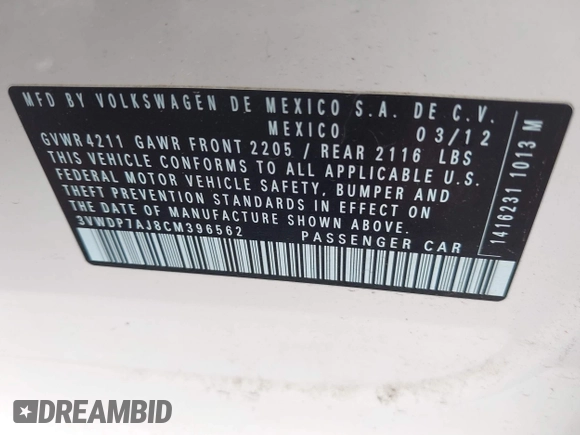 MFD BY VOLKSWAGEN DE MEXICO S.A. DE C.V.
MEXICO 03/12
GVWR4211 GAWR FRONT 2205 / REAR 2116 LBS
THIS VEHICLE CONFORMS TO ALL APPLICABLE U.S.
FEDERAL MOTOR VEHICLE SAFETY, BUMPER AND
THEFT PREVENTION STANDARDS IN EFFECT ON
THE DATE OF MANUFACTURE SHOWN ABOVE.
3VWDP7AJ8CM396562 PASSENGER CAR
1416231 1013 M
DREAMBID